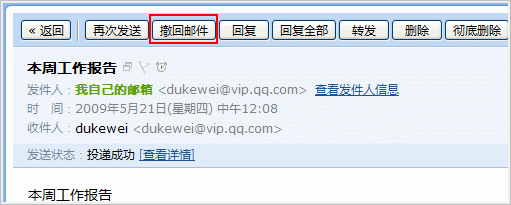 « 返回 再次发送 撤回邮件 回复 回复全部 转发 删除 彻底删除
本周工作报告
发件人：我自己的邮箱 <dukewei@vip.qq.com> 查看发件人信息
时　间：2009年5月21日(星期四) 中午12:08
收件人：dukewei <dukewei@vip.qq.com>
发送状态：投递成功 [查看详情]
本周工作报告